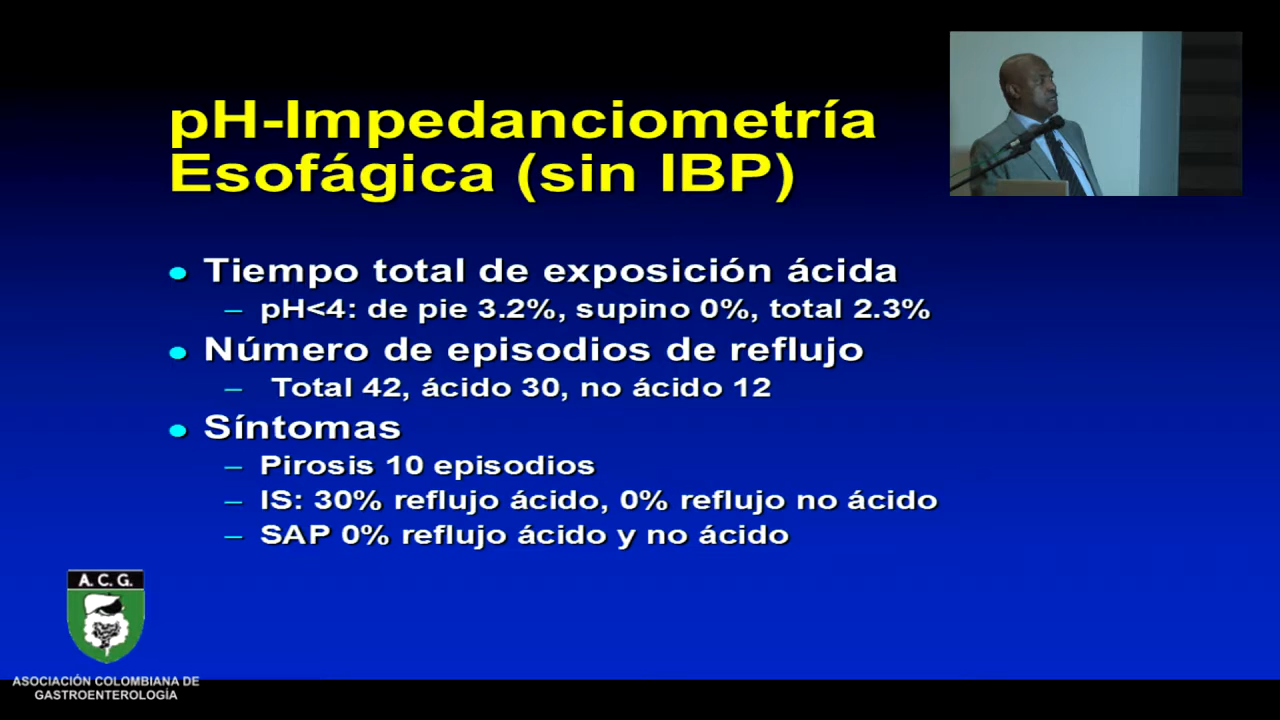 pH-Impedanciometría
Esofágica (sin IBP)
● Tiempo total de exposición ácida
– pH<4: de pie 3.2%, supino 0%, total 2.3%
● Número de episodios de reflujo
– Total 42, ácido 30, no ácido 12
● Síntomas
– Pirosis 10 episodios
– IS: 30% reflujo ácido, 0% reflujo no ácido
– SAP 0% reflujo ácido y no ácido
A. C. G.
ASOCIACIÓN COLOMBIANA DE
GASTROENTEROLOGÍA